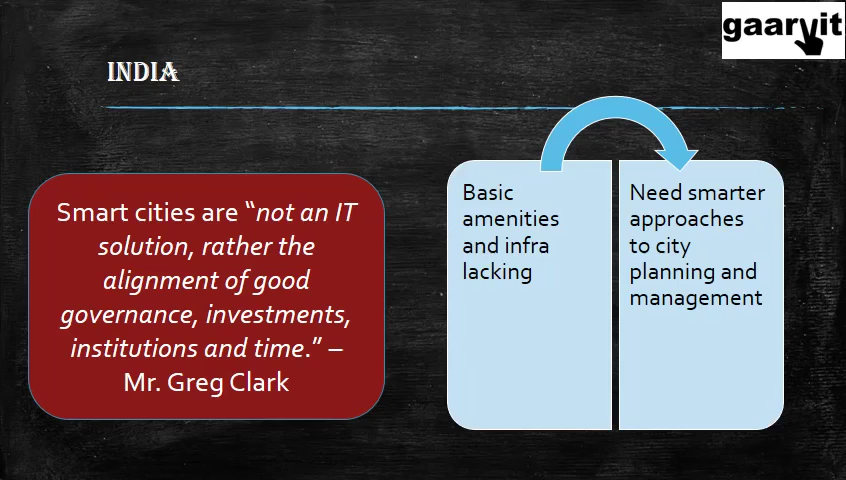 gaarvit
INDIA
Smart cities are “not an IT
solution, rather the
alignment of good
governance, investments,
institutions and time.” –
Mr. Greg Clark
Basic
amenities
and infra
lacking
Need smarter
approaches
to city
planning and
management